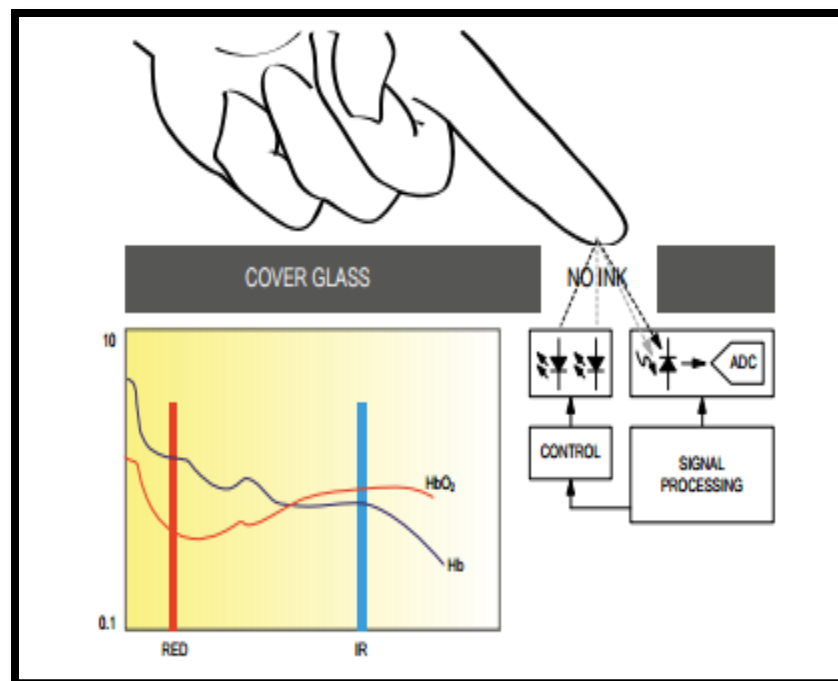 COVER GLASS
NO INK
10
ADC
CONTROL
SIGNAL
PROCESSING
HbO₂
Hb
0.1
RED
IR